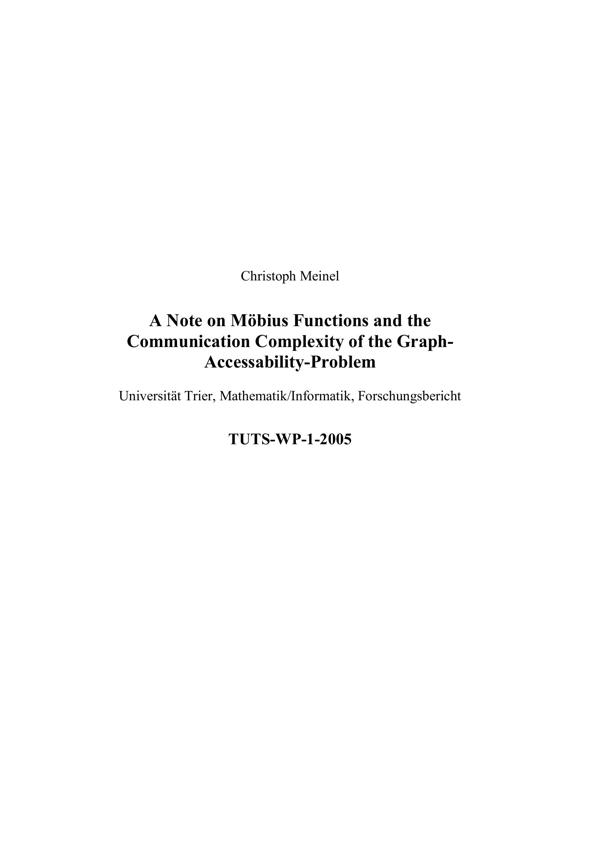 Christoph Meinel
A Note on Möbius Functions and the
Communication Complexity of the Graph-
Accessability-Problem
Universität Trier, Mathematik/Informatik, Forschungsbericht
TUTS-WP-1-2005